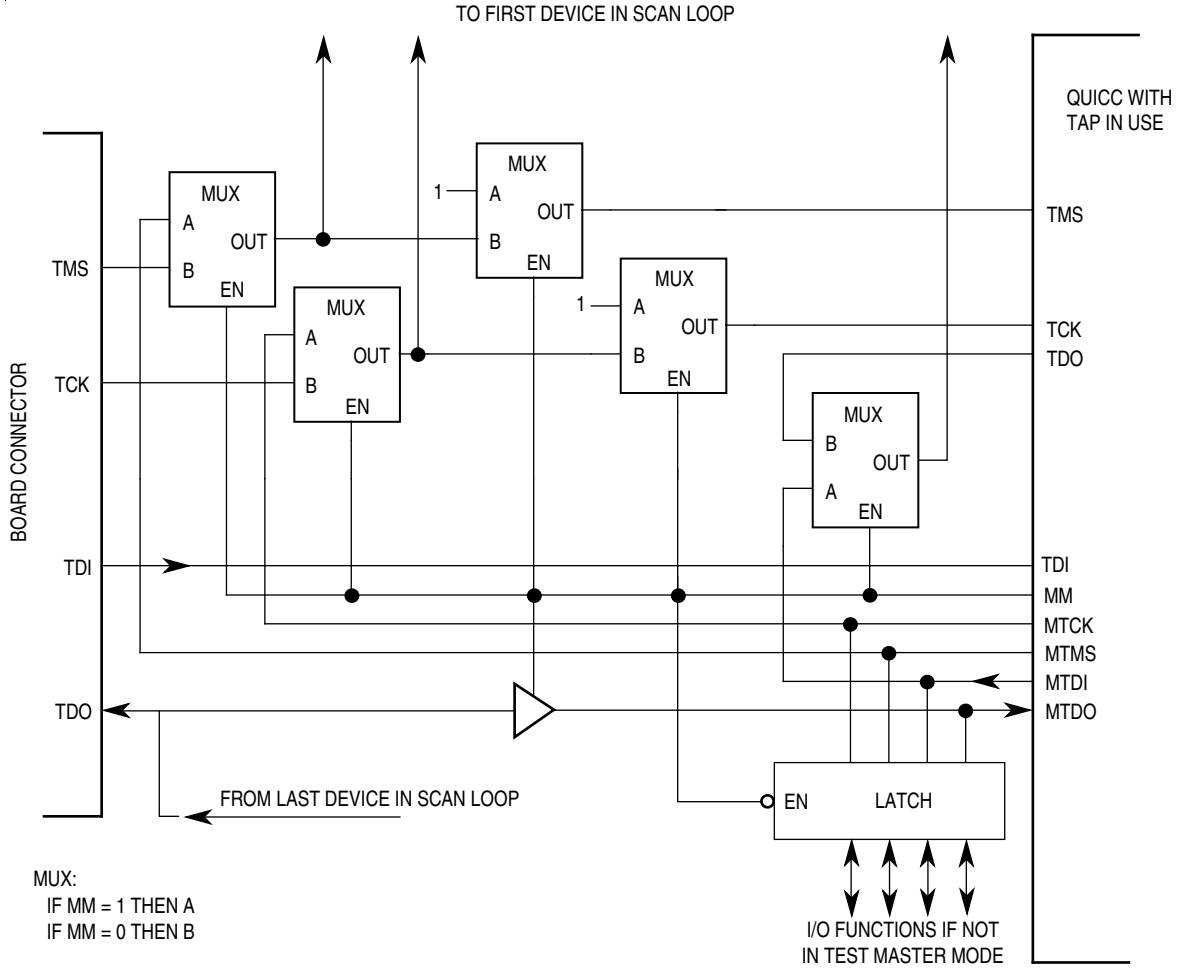 TO FIRST DEVICE IN SCAN LOOP
QUICC WITH
TAP IN USE
MUX
A
OUT
B
EN
MUX
1
A
OUT
B
EN
TMS
TMS
MUX
A
OUT
B
EN
MUX
1
A
OUT
B
EN
TCK
TCK
TDO
BOARD CONNECTOR
MUX
B
OUT
A
EN
TDI
TDI
MM
MTCK
MTMS
MTDI
TDO
MTDO
FROM LAST DEVICE IN SCAN LOOP
EN
LATCH
MUX:
IF MM = 1 THEN A
IF MM = 0 THEN B
I/O FUNCTIONS IF NOT
IN TEST MASTER MODE